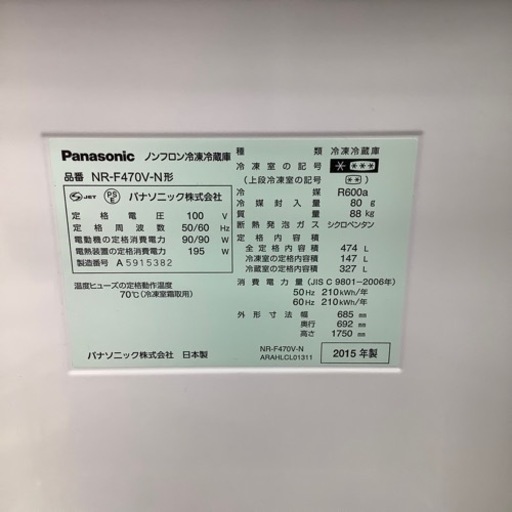 Panasonic ノンフロン冷凍冷蔵庫
品番 NR-F470V-N形
JET PSE パナソニック株式会社
定格電圧 100 V
定格周波数 50/60 Hz
電動機の定格消費電力 90/90 W
電熱装置の定格消費電力 195 W
製造番号 A 5915382
温度ヒューズの定格動作温度
70℃(冷凍室霜取用)
パナソニック株式会社 日本製
種類 冷凍冷蔵庫
冷凍室の記号 ****
(上段冷凍室の記号 ** )
冷媒 R600a
冷媒封入量 80 g
質量 88 kg
断熱発泡ガス シクロペンタン
定格内容積
全定格内容積 474 L
冷凍室の定格内容積 147 L
冷蔵室の定格内容積 327 L
消費電力量(JIS C 9801-2006年)
50Hz 210kWh/年
60Hz 210kWh/年
外形寸法 幅 685 mm
奥行 692 mm
高さ 1750 mm
NR-F470V-N
ARAHLCL01311
2015年製